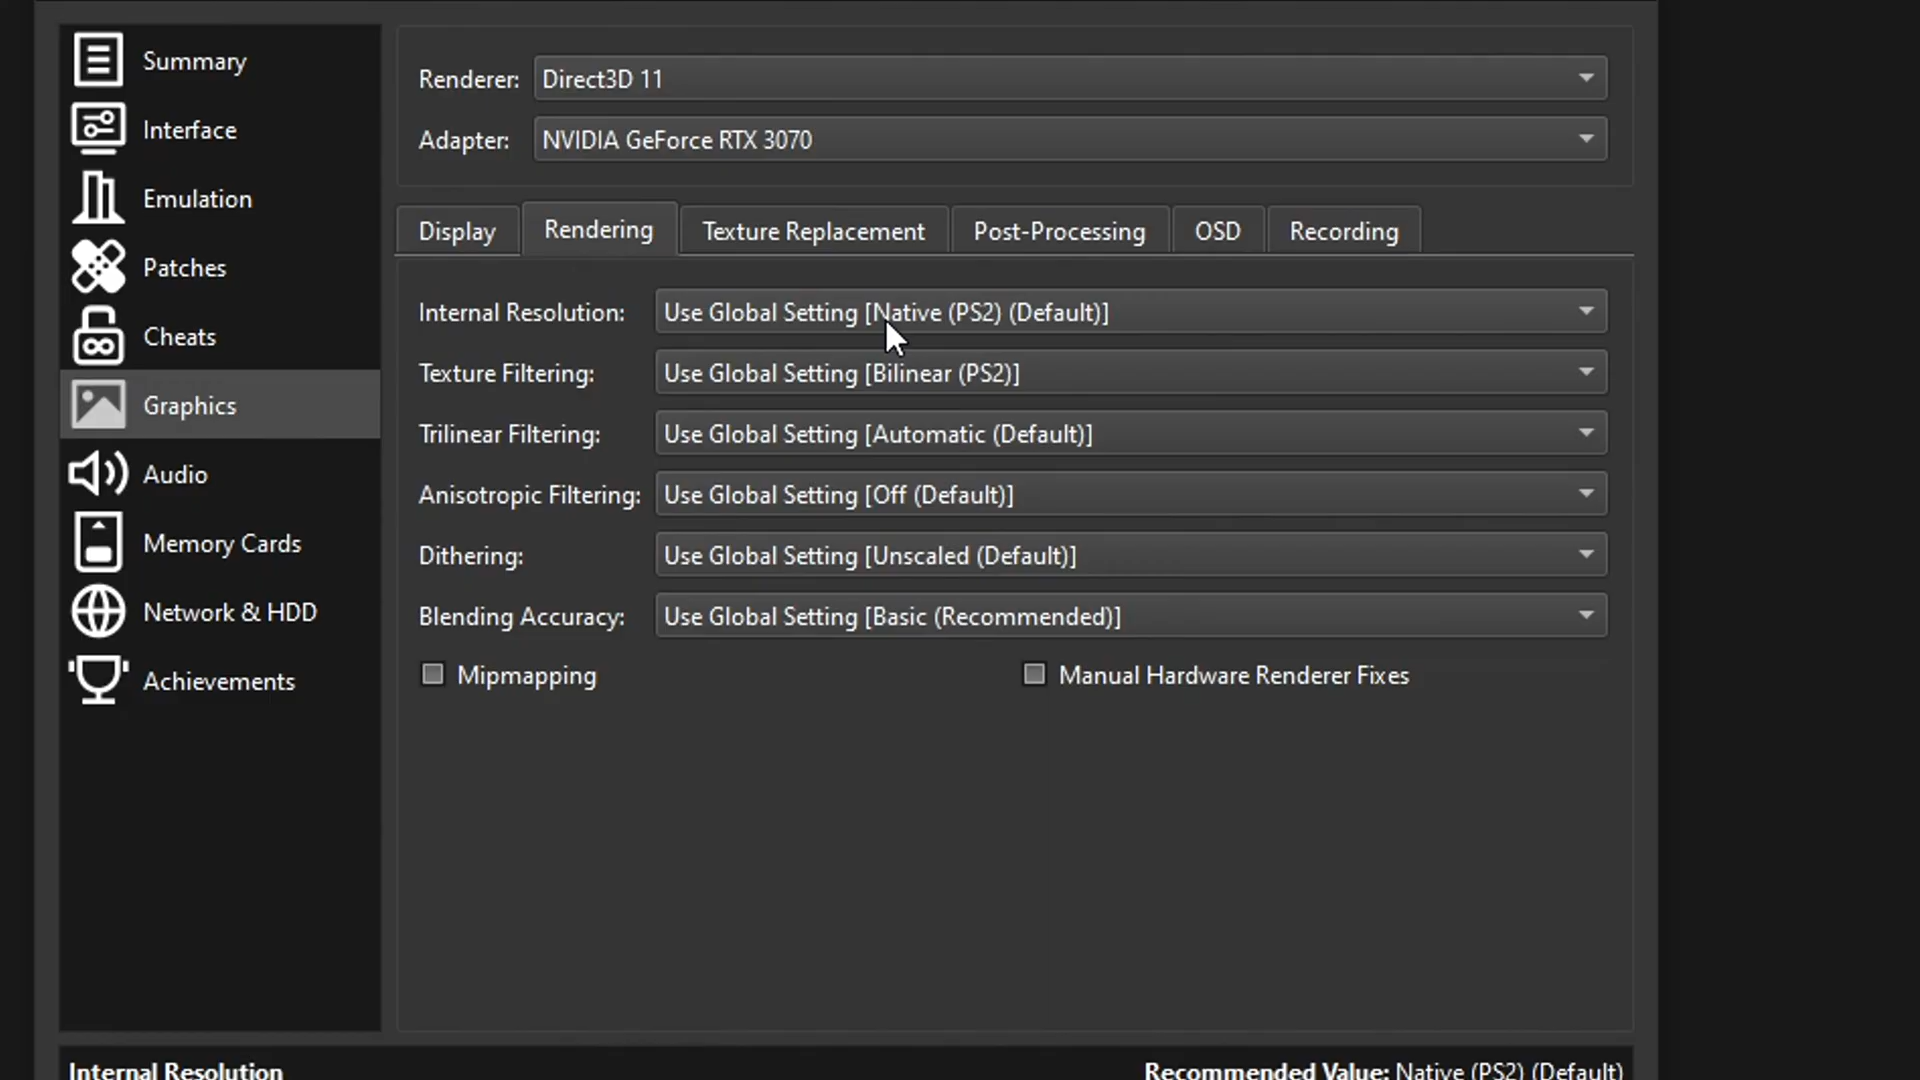 Summary
Interface
Emulation
Patches
Cheats
Graphics
Audio
Memory Cards
Network & HDD
Achievements
Renderer: Direct3D 11
Adapter: NVIDIA GeForce RTX 3070
Display Rendering Texture Replacement Post-Processing OSD Recording
Internal Resolution: Use Global Setting [Native (PS2) (Default)]
Texture Filtering: Use Global Setting [Bilinear (PS2)]
Trilinear Filtering: Use Global Setting [Automatic (Default)]
Anisotropic Filtering: Use Global Setting [Off (Default)]
Dithering: Use Global Setting [Unscaled (Default)]
Blending Accuracy: Use Global Setting [Basic (Recommended)]
Mipmapping Manual Hardware Renderer Fixes
Internal Resolution Recommended Value: Native (PS2) (Default)